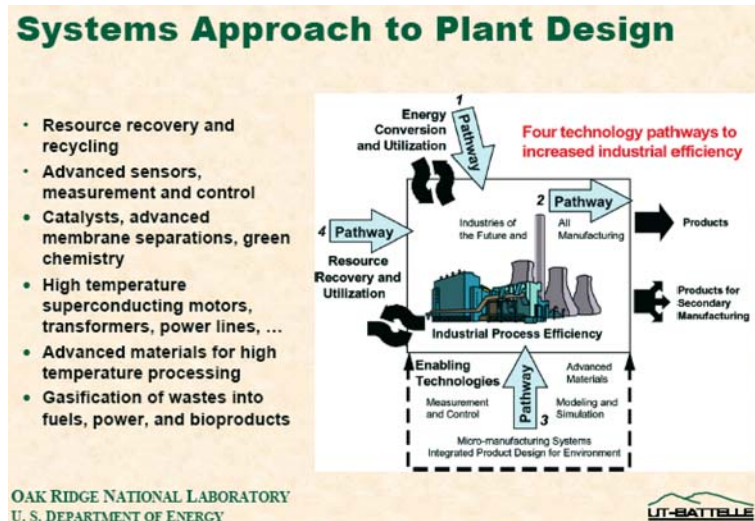 Systems Approach to Plant Design
• Resource recovery and
recycling
• Advanced sensors,
measurement and control
• Catalysts, advanced
membrane separations, green
chemistry
• High temperature
superconducting motors,
transformers, power lines, …
• Advanced materials for high
temperature processing
• Gasification of wastes into
fuels, power, and bioproducts
1
Energy
Conversion
and Utilization
Pathway
Four technology pathways to
increased industrial efficiency
2 Pathway
Industries of
the Future and
All
Manufacturing
4 Pathway
Resource
Recovery and
Utilization
Products
Products for
Secondary
Manufacturing
Industrial Process Efficiency
Enabling
Technologies
Pathway
3
Advanced
Materials
Measurement
and Control
Modeling and
Simulation
Micro-manufacturing Systems
Integrated Product Design for Environment
OAK RIDGE NATIONAL LABORATORY
U. S. DEPARTMENT OF ENERGY
UT-BATTELLE